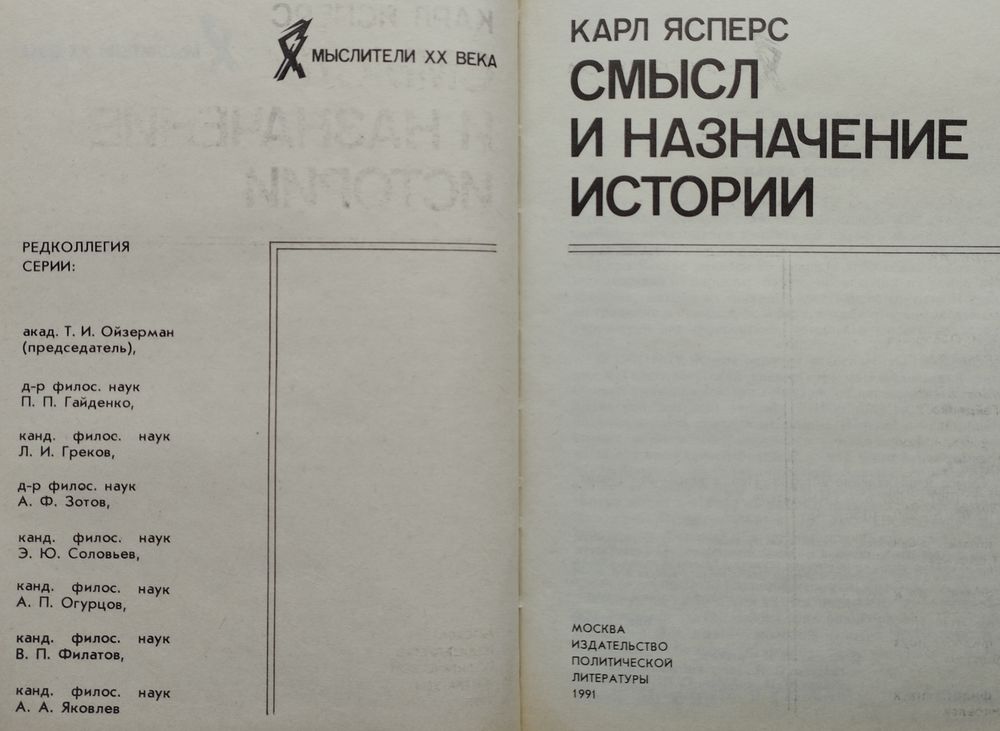 МЫСЛИТЕЛИ XX ВЕКА
РЕДКОЛЛЕГИЯ
СЕРИИ:
акад. Т. И. Ойзерман
(председатель),
д-р филос. наук
П. П. Гайденко,
канд. филос. наук
Л. И. Греков,
д-р филос. наук
А. Ф. Зотов,
канд. филос. наук
Э. Ю. Соловьев,
канд. филос. наук
А. П. Огурцов,
канд. филос. наук
В. П. Филатов,
канд. филос. наук
А. А. Яковлев
КАРЛ ЯСПЕРС
СМЫСЛ
И НАЗНАЧЕНИЕ
ИСТОРИИ
МОСКВА
ИЗДАТЕЛЬСТВО
ПОЛИТИЧЕСКОЙ
ЛИТЕРАТУРЫ
1991